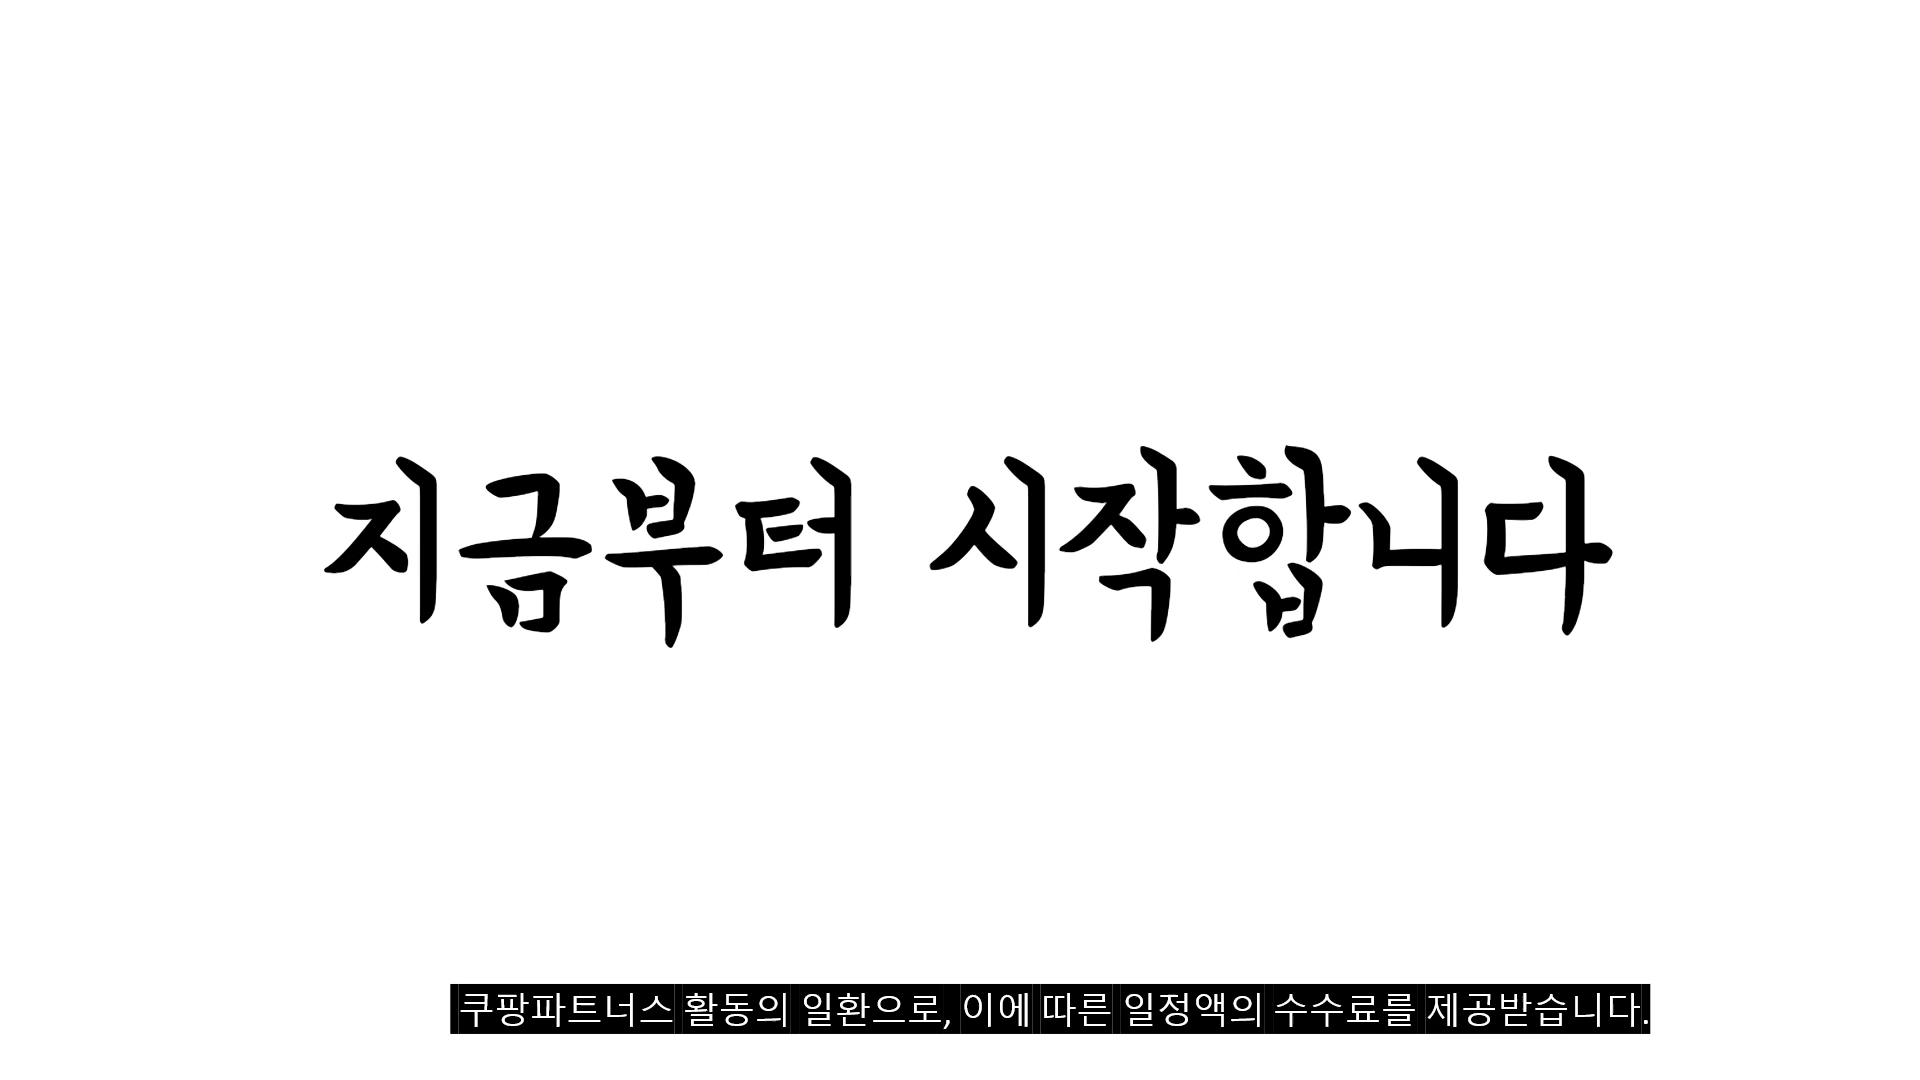 지금부터 시작합니다
쿠팡파트너스 활동의 일환으로, 이에 따른 일정액의 수수료를 제공받습니다.